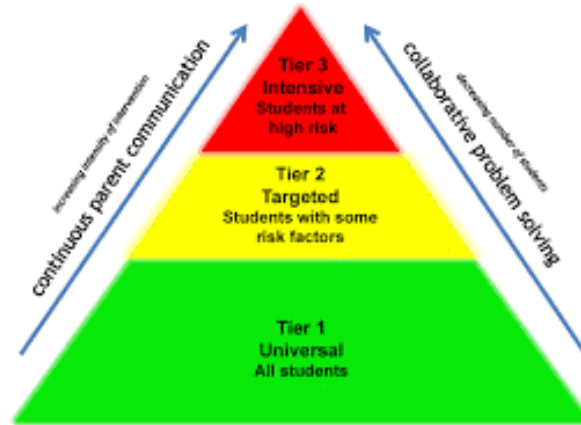 Tier 3
Intensive
Students at
high risk
Tier 2
Targeted
Students with some
risk factors
Tier 1
Universal
All students
increasing intensity of intervention
continuous parent communication
decreasing number of students
collaborative problem solving